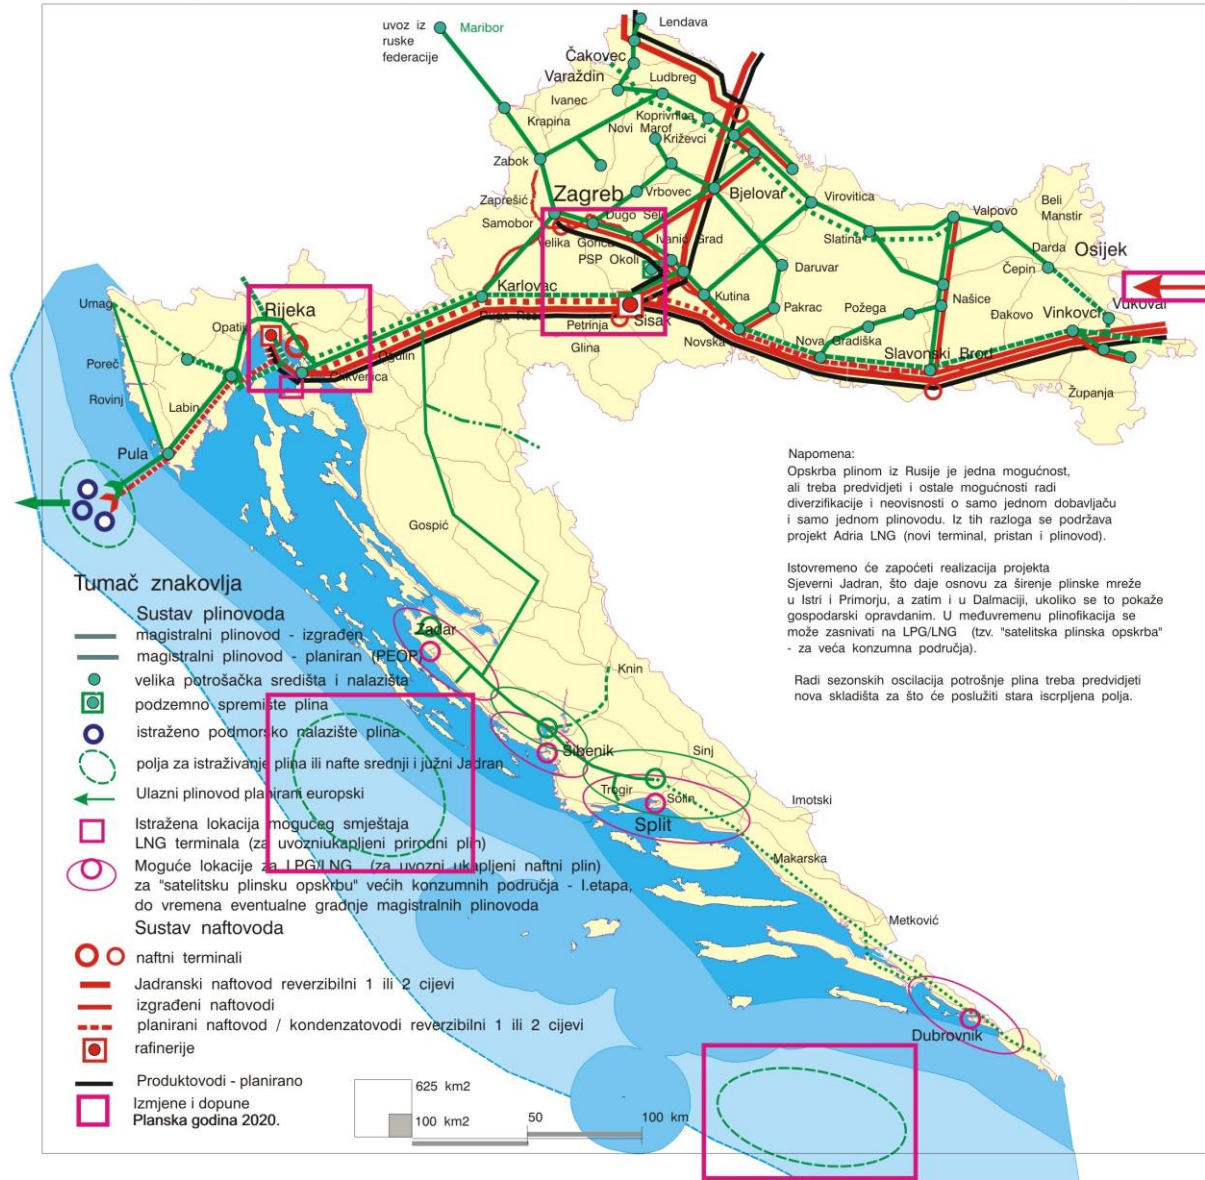 uvoz iz
ruske
federacije
Maribor
Lendava
Čakovec
Varaždin
Ludbreg
Ivanec
Krapina
Koprivnica
Novi Marof
Križevci
Zabok
Zagreb
Vrbovec
Bjelovar
Virovitica
Zaprešić
Samobor
Dugo Selo
Velika Gorica
Ivanić Grad
PSP Okoli
Slatina
Valpovo
Beli
Manstir
Darda
Osijek
Čepin
Vukovar
Daruvar
Našice
Požega
Pakrac
Đakovo
Vinkovci
Kutina
Karlovac
Duga Resa
Petrinja
Sisak
Glina
Novska
Nova Gradiška
Slavonski Brod
Županja
Umag
Rijeka
Opatija
Ogulin
Crikvenica
Poreč
Rovinj
Labin
Pula
Gospić
Zadar
Knin
Šibenik
Sinj
Trogir
Solin
Split
Imotski
Makarska
Metković
Dubrovnik
Napomena:
Opskrba plinom iz Rusije je jedna mogućnost,
ali treba predvidjeti i ostale mogućnosti radi
diverzifikacije i neovisnosti o samo jednom dobavljaču
i samo jednom plinovodu. Iz tih razloga se podržava
projekt Adria LNG (novi terminal, pristan i plinovod).
Istovremeno će započeti realizacija projekta
Sjeverni Jadran, što daje osnovu za širenje plinske mreže
u Istri i Primorju, a zatim i u Dalmaciji, ukoliko se to pokaže
gospodarski opravdanim. U međuvremenu plinofikacija se
može zasnivati na LPG/LNG (tzv. "satelitska plinska opskrba"
- za veća konzumna područja).
Radi sezonskih oscilacija potrošnje plina treba predvidjeti
nova skladišta za što će poslužiti stara iscrpljena polja.
Tumač znakovlja
Sustav plinovoda
magistralni plinovod - izgrađen
magistralni plinovod - planiran (PEOP)
velika potrošačka središta i nalazišta
podzemno spremište plina
istraženo podmorsko nalazište plina
polja za istraživanje plina ili nafte srednji i južni Jadran
Ulazni plinovod planirani europski
Istražena lokacija mogućeg smještaja
LNG terminala (za uvozniukapljeni prirodni plin)
Moguće lokacije za LPG/LNG (za uvozni ukapljeni naftni plin)
za "satelitsku plinsku opskrbu" većih konzumnih područja - I.etapa,
do vremena eventualne gradnje magistralnih plinovoda
Sustav naftovoda
naftni terminali
Jadranski naftovod reverzibilni 1 ili 2 cijevi
izgrađeni naftovodi
planirani naftovod / kondenzatovodi reverzibilni 1 ili 2 cijevi
rafinerije
Produktovodi - planirano
Izmjene i dopune
Planska godina 2020.
625 km2
100 km2
50
100 km